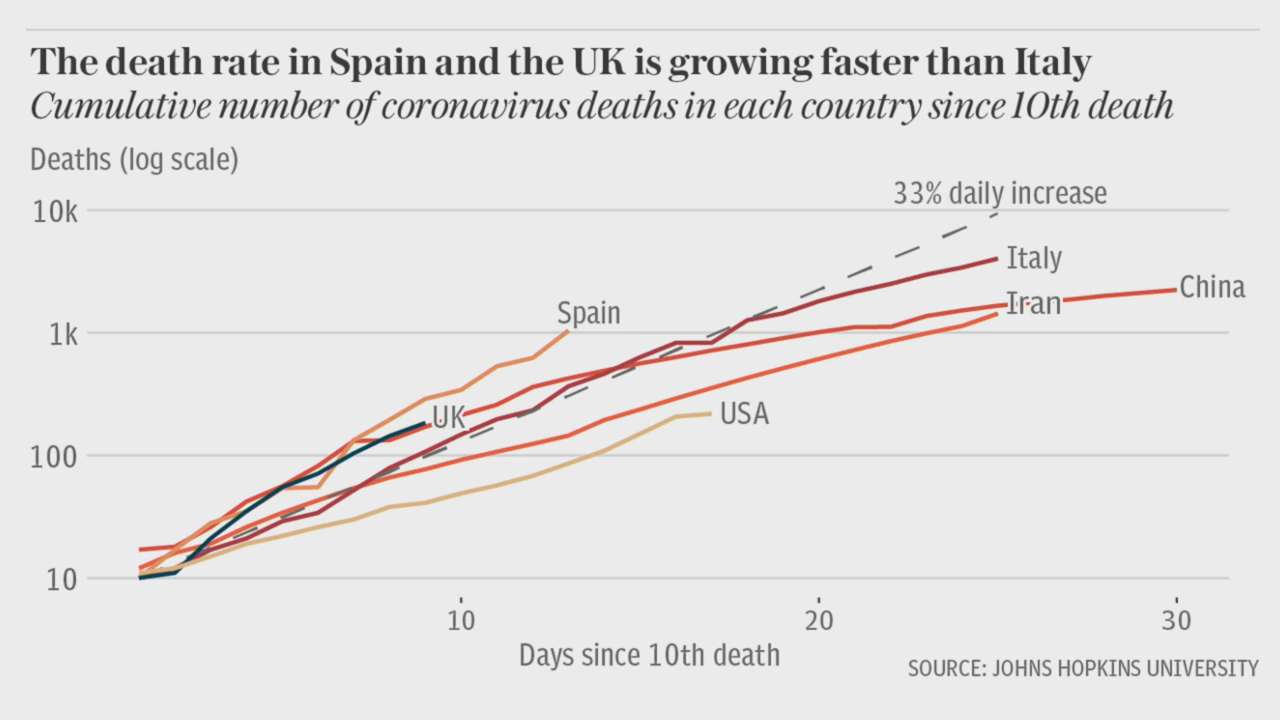 The death rate in Spain and the UK is growing faster than Italy
Cumulative number of coronavirus deaths in each country since 10th death
Deaths (log scale)
33% daily increase
10k
Italy
China
Iran
Spain
1k
UK
USA
100
10
10
20
30
Days since 10th death
SOURCE: JOHNS HOPKINS UNIVERSITY